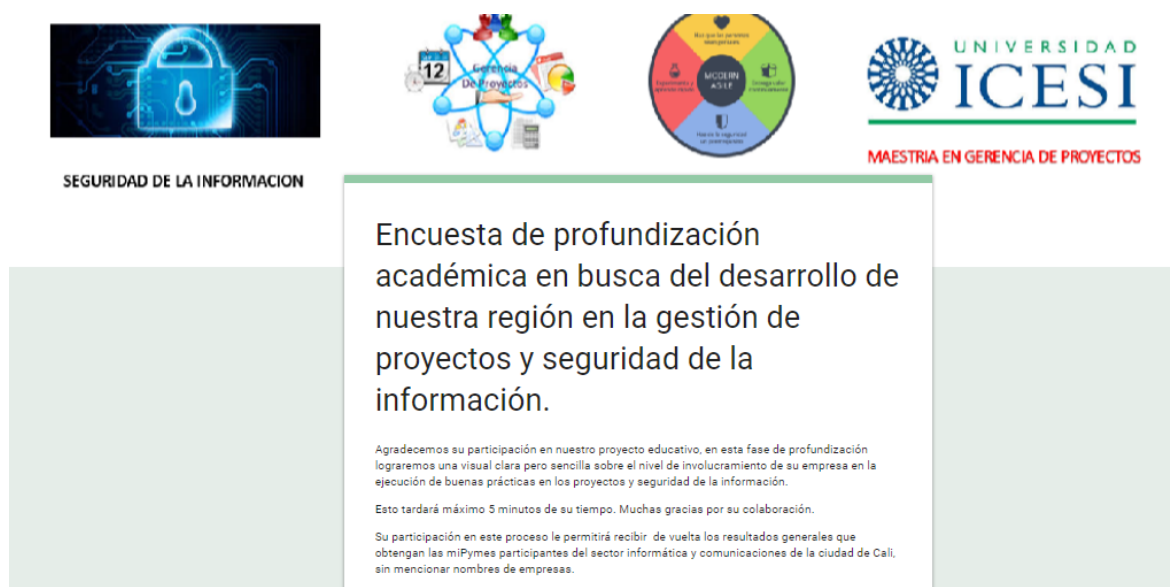 12
Gerencia
De Proyectos
MODERN
AGILE
UNIVERSIDAD
ICESI
MAESTRIA EN GERENCIA DE PROYECTOS
SEGURIDAD DE LA INFORMACION
Encuesta de profundización
académica en busca del desarrollo de
nuestra región en la gestión de
proyectos y seguridad de la
información.
Agradecemos su participación en nuestro proyecto educativo, en esta fase de profundización
lograremos una visual clara pero sencilla sobre el nivel de involucramiento de su empresa en la
ejecución de buenas prácticas en los proyectos y seguridad de la información.
Esto tardará máximo 5 minutos de su tiempo. Muchas gracias por su colaboración.
Su participación en este proceso le permitirá recibir de vuelta los resultados generales que
obtengan las miPymes participantes del sector informática y comunicaciones de la ciudad de Cali,
sin mencionar nombres de empresas.